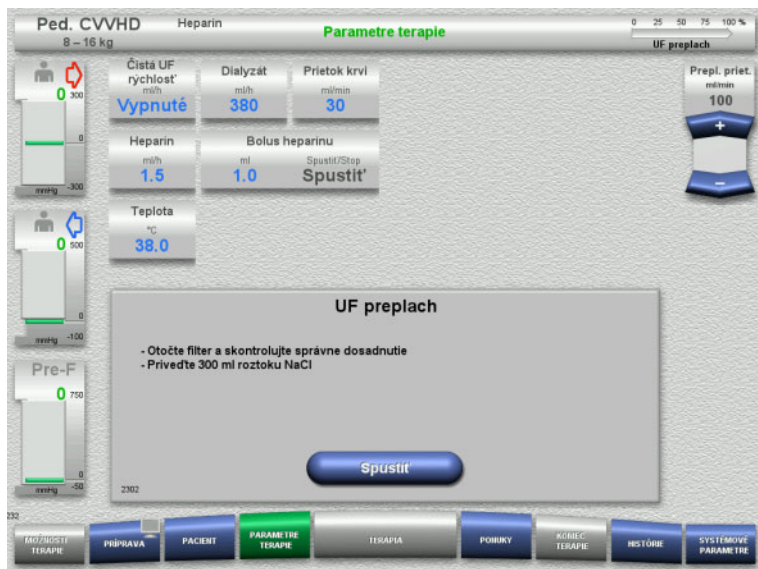 Ped. CVVHD
Heparin
8 – 16 kg
Parametre terapie
0 25 50 75 100 %
UF preplach
0
300
0
-300
mmHg
Čistá UF
rýchlosť
ml/h
Vypnuté
Dialyzát
ml/h
380
Prietok krvi
ml/min
30
Prepl. priet.
ml/min
100
+
–
Heparin
ml/h
1.5
Bolus heparinu
ml
1.0
Spustiť/Stop
Spustiť
Teplota
°C
38.0
0
500
0
-100
mmHg
Pre-F
0
750
0
-50
mmHg
UF preplach
- Otočte filter a skontrolujte správne dosadnutie
- Priveďte 300 ml roztoku NaCl
Spustiť
2302
232
MOŽNOSTI
TERAPIE
PRÍPRAVA
PACIENT
PARAMETRE
TERAPIE
TERAPIA
PONUKY
KONIEC
TERAPIE
HISTÓRIE
SYSTÉMOVÉ
PARAMETRE